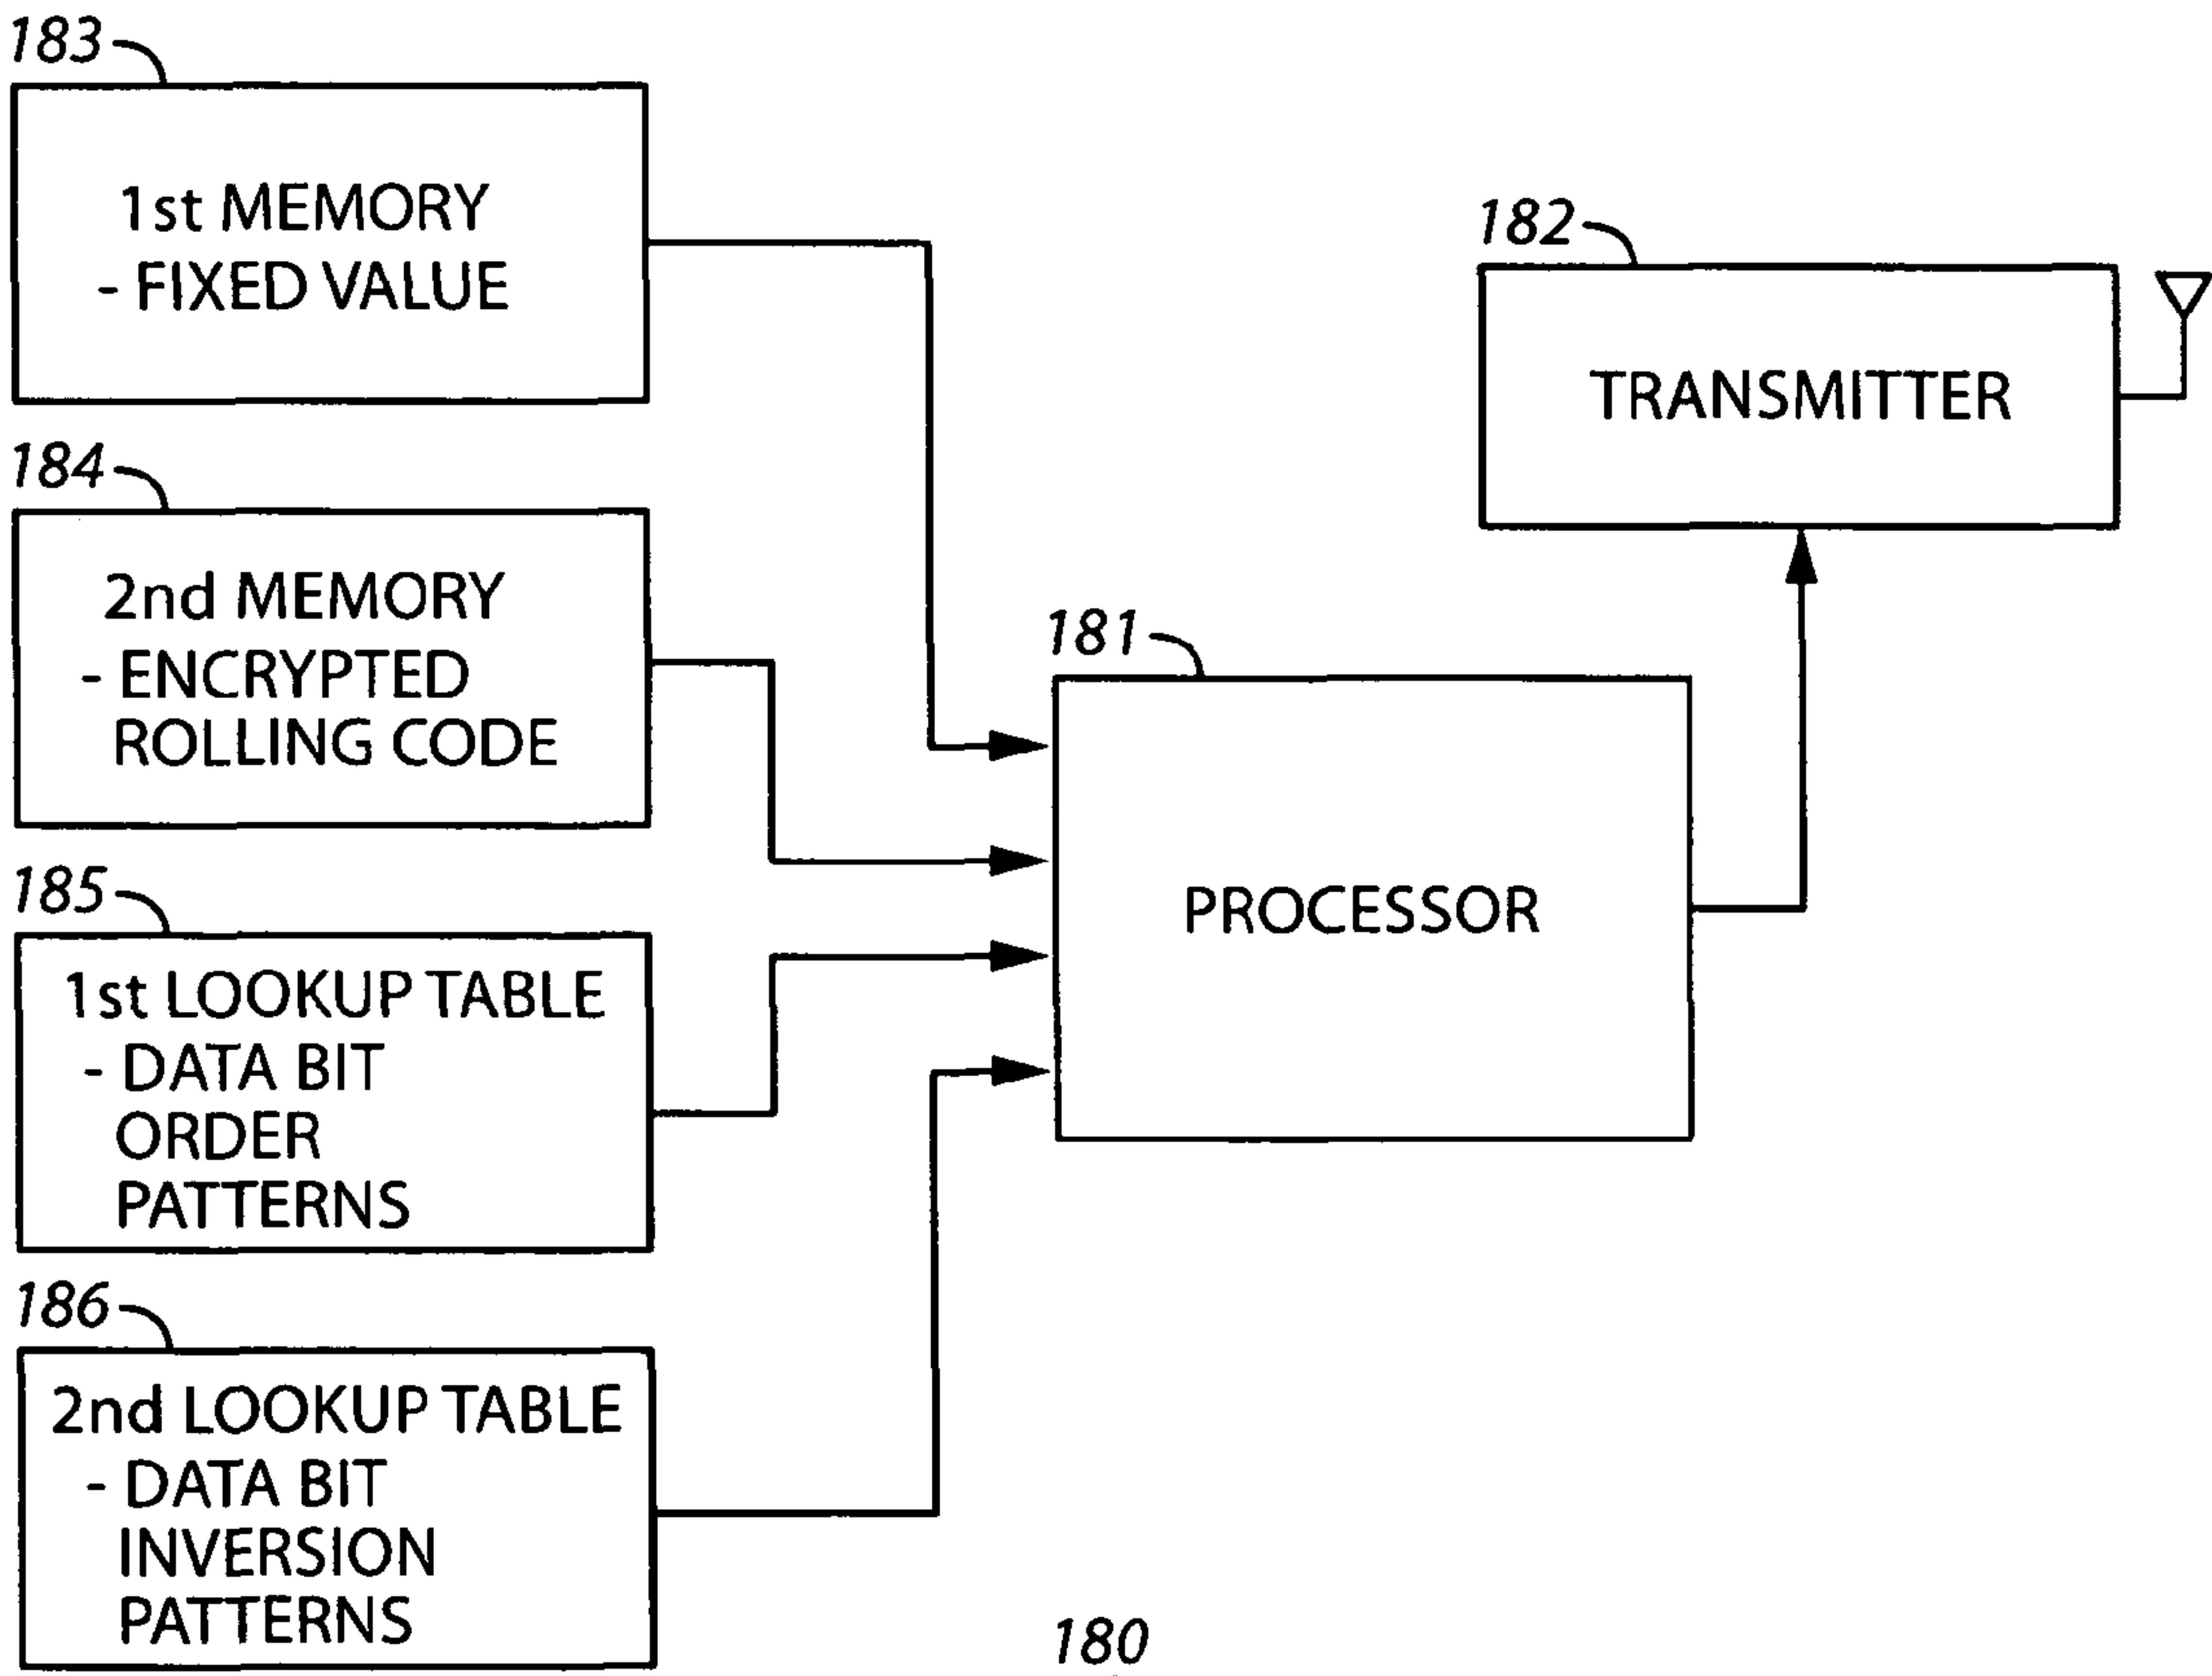 183
1st MEMORY
- FIXED VALUE
184
2nd MEMORY
- ENCRYPTED
ROLLING CODE
185
1st LOOKUP TABLE
- DATA BIT
ORDER
PATTERNS
186
2nd LOOKUP TABLE
- DATA BIT
INVERSION
PATTERNS
181
PROCESSOR
182
TRANSMITTER
180